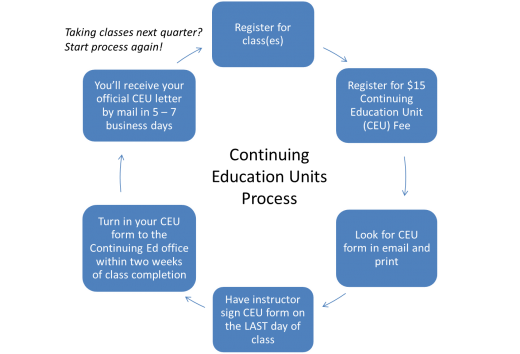 Taking classes next quarter?
Start process again!
Register for
class(es)
Register for $15
Continuing
Education Unit
(CEU) Fee
Look for CEU
form in email and
print
Have instructor
sign CEU form on
the LAST day of
class
Turn in your CEU
form to the
Continuing Ed office
within two weeks
of class completion
You’ll receive your
official CEU letter
by mail in 5 – 7
business days
Continuing
Education Units
Process